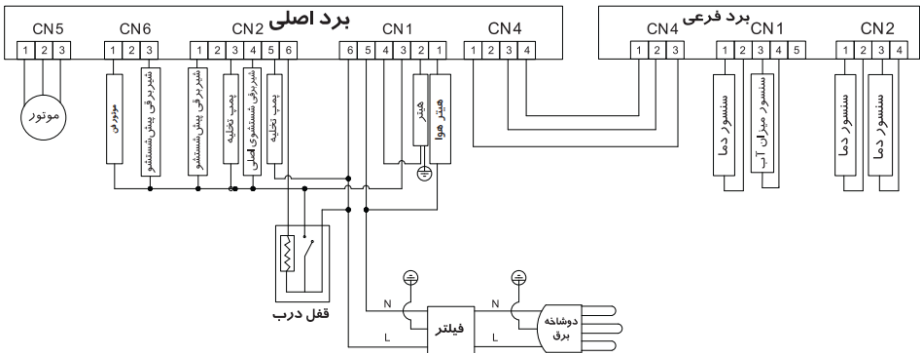 برد اصلی
برد فرعی
CN5
CN6
CN2
CN1
CN4
CN4
CN1
CN2
1 2 3
1 2 3
1 2 3 4 5 6
6 5 4 3 2 1
1 2 3 4
1 2 3
1 2 3 4 5
1 2 3 4
موتور
موتور فن
شیر برقی پیش شستشو
شیر برقی پیش شستشو
پمپ تخلیه
شیر برقی شستشوی اصلی
پمپ تخلیه
هیتر
هیتر هوا
سنسور دما
سنسور میزان آب
سنسور دما
سنسور دما
قفل درب
N
L
فیلتر
N
L
دوشاخه
برق